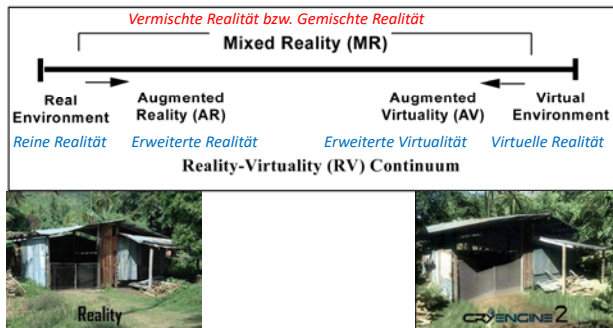 Vermischte Realität bzw. Gemischte Realität
Mixed Reality (MR)
Real Environment
Augmented Reality (AR)
Augmented Virtuality (AV)
Virtual Environment
Reine Realität
Erweiterte Realität
Erweiterte Virtualität
Virtuelle Realität
Reality-Virtuality (RV) Continuum
Reality
CRYENGINE 2